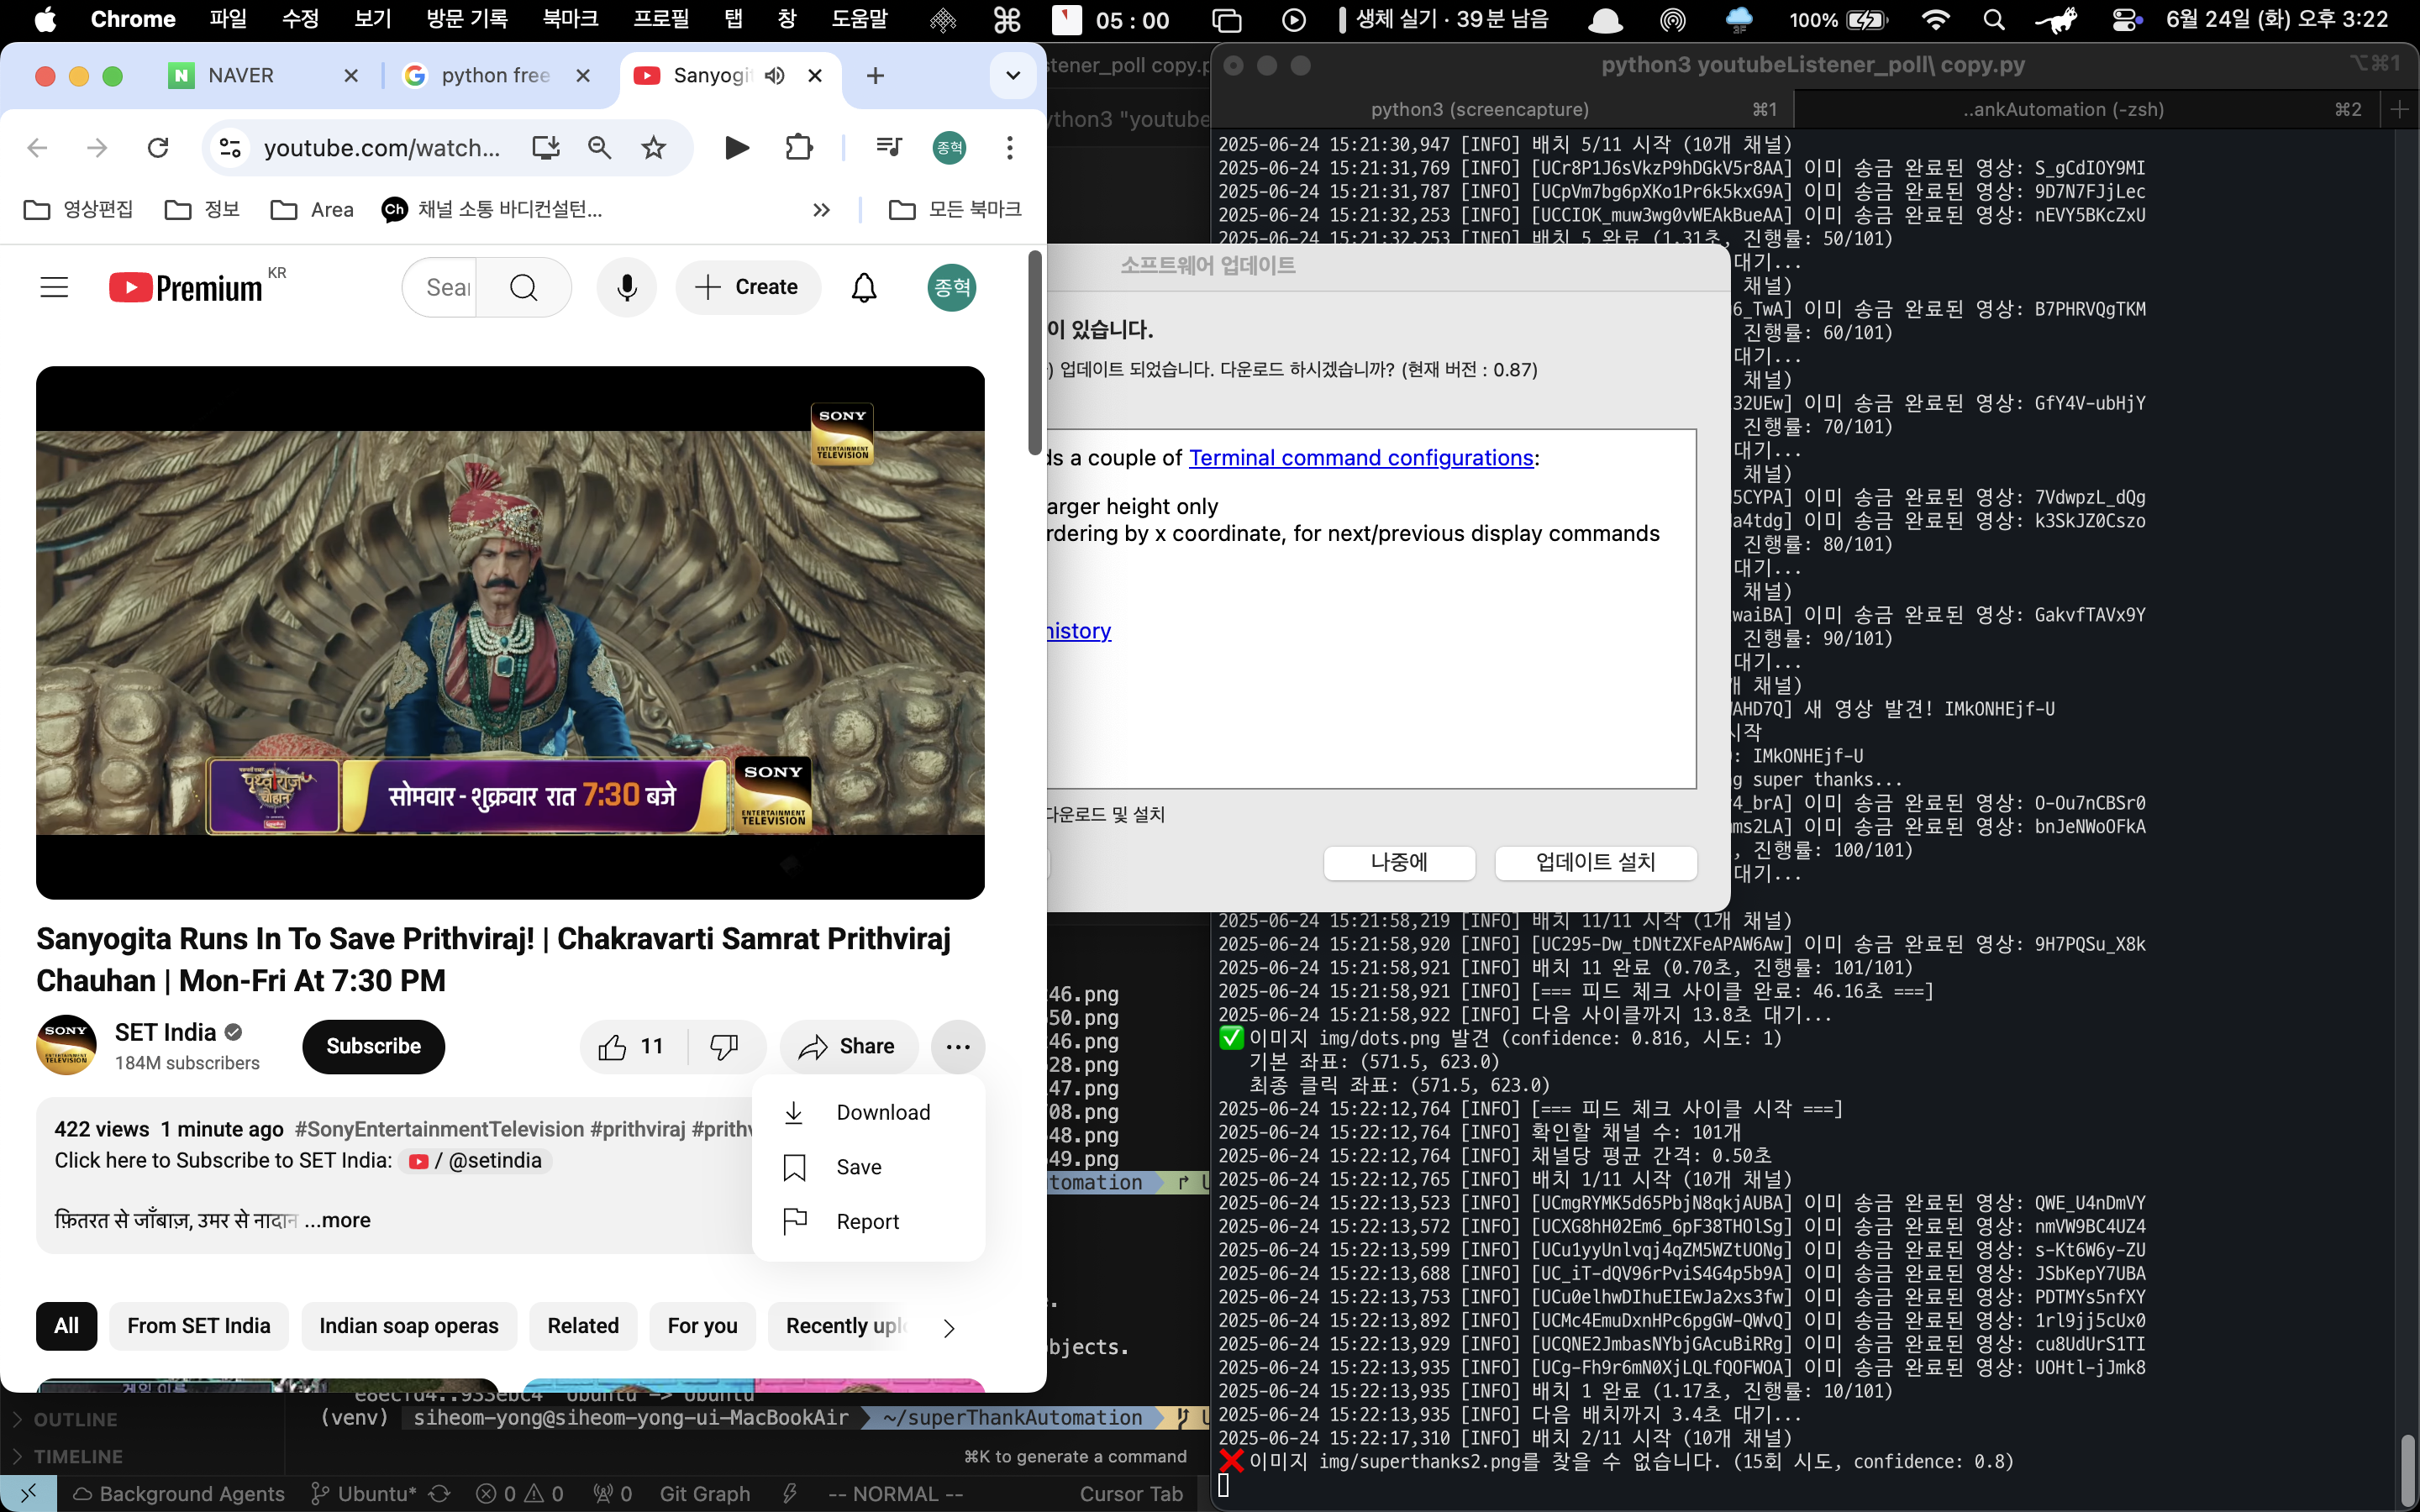 Chrome 파일 수정 보기 방문 기록 북마크 프로필 탭 창 도움말 05 : 00 생체 실기 · 39분 남음 100% 6월 24일 (화) 오후 3:22
NAVER
python free
Sanyogit
youtube.com/watch...
종혁
영상편집 정보 Area 채널 소통 바디컨설턴... 모든 북마크
Premium KR
Sear
Create
종혁
SONY
ENTERTAINMENT
TELEVISION
पृथ्वीराज
चौहान
सोमवार - शुक्रवार रात 7:30 बजे
SONY
ENTERTAINMENT
TELEVISION
Sanyogita Runs In To Save Prithviraj! | Chakravarti Samrat Prithviraj
Chauhan | Mon-Fri At 7:30 PM
SONY
SET India
184M subscribers
Subscribe
11
Share
Download
Save
Report
422 views 1 minute ago #SonyEntertainmentTelevision #prithviraj
Click here to Subscribe to SET India: / @setindia
फ़ितरत से जाँबाज़, उमर से नादान ...more
All From SET India Indian soap operas Related For you Recently
소프트웨어 업데이트
이 있습니다.
) 업데이트 되었습니다. 다운로드 하시겠습니까? (현재 버전 : 0.87)
ds a couple of Terminal command configurations:
arger height only
rdering by x coordinate, for next/previous display commands
history
다운로드 및 설치
나중에
업데이트 설치
stener_poll copy.p
ython3 "youtube
46.png
50.png
46.png
28.png
47.png
08.png
48.png
49.png
tomation
bjects.
(venv) siheom-yong@siheom-yong-ui-MacBookAir ~/superThankAutomation
⌘K to generate a command
OUTLINE
TIMELINE
Background Agents Ubuntu* 0 0 0 Git Graph -- NORMAL -- Cursor Tab
python3 youtubeListener_poll\ copy.py ⌥⌘1
python3 (screencapture) ⌘1 ..ankAutomation (-zsh) ⌘2
2025-06-24 15:21:30,947 [INFO] 배치 5/11 시작 (10개 채널)
2025-06-24 15:21:31,769 [INFO] [UCr8P1J6sVkzP9hDGkV5r8AA] 이미 송금 완료된 영상: S_gCdIOY9MI
2025-06-24 15:21:31,787 [INFO] [UCpVm7bg6pXKo1Pr6k5kxG9A] 이미 송금 완료된 영상: 9D7N7FJjLec
2025-06-24 15:21:32,253 [INFO] [UCCIOK_muw3wg0vWEAkBueAA] 이미 송금 완료된 영상: nEVY5BKcZxU
2025-06-24 15:21:32,253 [INFO] 배치 5 완료 (1.31초, 진행률: 50/101)
대기...
채널)
6_TwA] 이미 송금 완료된 영상: B7PHRVQgTKM
진행률: 60/101)
대기...
채널)
32UEw] 이미 송금 완료된 영상: GfY4V-ubHjY
진행률: 70/101)
대기...
채널)
5CYPA] 이미 송금 완료된 영상: 7VdwpzL_dQg
a4tdg] 이미 송금 완료된 영상: k3SkJZ0Cszo
진행률: 80/101)
대기...
채널)
waiBA] 이미 송금 완료된 영상: GakvfTAVx9Y
진행률: 90/101)
대기...
개 채널)
AHD7Q] 새 영상 발견! IMkONHEjf-U
시작
: IMkONHEjf-U
g super thanks...
4_brA] 이미 송금 완료된 영상: O-Ou7nCBSr0
ms2LA] 이미 송금 완료된 영상: bnJeNWoOFkA
, 진행률: 100/101)
대기...
2025-06-24 15:21:58,219 [INFO] 배치 11/11 시작 (1개 채널)
2025-06-24 15:21:58,920 [INFO] [UC295-Dw_tDNtZXFeAPAW6Aw] 이미 송금 완료된 영상: 9H7PQSu_X8k
2025-06-24 15:21:58,921 [INFO] 배치 11 완료 (0.70초, 진행률: 101/101)
2025-06-24 15:21:58,921 [INFO] [=== 피드 체크 사이클 완료: 46.16초 ===]
2025-06-24 15:21:58,922 [INFO] 다음 사이클까지 13.8초 대기...
✅ 이미지 img/dots.png 발견 (confidence: 0.816, 시도: 1)
기본 좌표: (571.5, 623.0)
최종 클릭 좌표: (571.5, 623.0)
2025-06-24 15:22:12,764 [INFO] [=== 피드 체크 사이클 시작 ===]
2025-06-24 15:22:12,764 [INFO] 확인할 채널 수: 101개
2025-06-24 15:22:12,764 [INFO] 채널당 평균 간격: 0.50초
2025-06-24 15:22:12,765 [INFO] 배치 1/11 시작 (10개 채널)
2025-06-24 15:22:13,523 [INFO] [UCmgRYMK5d65PbjN8qkjAUBA] 이미 송금 완료된 영상: QWE_U4nDmVY
2025-06-24 15:22:13,572 [INFO] [UCXG8hH02Em6_6pF38THOlSg] 이미 송금 완료된 영상: nmVW9BC4UZ4
2025-06-24 15:22:13,599 [INFO] [UCu1yyUnlvqj4qZM5WZtUONg] 이미 송금 완료된 영상: s-Kt6W6y-ZU
2025-06-24 15:22:13,688 [INFO] [UC_iT-dQV96rPviS4G4p5b9A] 이미 송금 완료된 영상: JSbKepY7UBA
2025-06-24 15:22:13,753 [INFO] [UCu0elhwDIhuEIEwJa2xs3fw] 이미 송금 완료된 영상: PDTMYs5nfXY
2025-06-24 15:22:13,892 [INFO] [UCMc4EmuDxnHPc6pgGW-QWvQ] 이미 송금 완료된 영상: 1rl9jj5cUx0
2025-06-24 15:22:13,929 [INFO] [UCQNE2JmbasNYbjGAcuBiRRg] 이미 송금 완료된 영상: cu8UdUrS1TI
2025-06-24 15:22:13,935 [INFO] [UCg-Fh9r6mN0XjLQLfQOFWOA] 이미 송금 완료된 영상: UOHtl-jJmk8
2025-06-24 15:22:13,935 [INFO] 배치 1 완료 (1.17초, 진행률: 10/101)
2025-06-24 15:22:13,935 [INFO] 다음 배치까지 3.4초 대기...
2025-06-24 15:22:17,310 [INFO] 배치 2/11 시작 (10개 채널)
❌ 이미지 img/superthanks2.png를 찾을 수 없습니다. (15회 시도, confidence: 0.8)